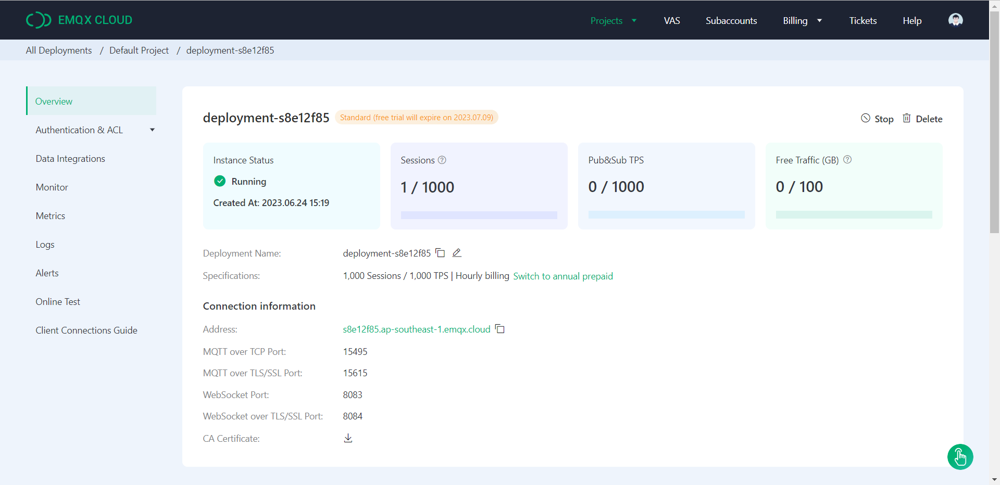 EMQX CLOUD
Projects VAS Subaccounts Billing Tickets Help
All Deployments / Default Project / deployment-s8e12f85
Overview
Authentication & ACL
Data Integrations
Monitor
Metrics
Logs
Alerts
Online Test
Client Connections Guide
deployment-s8e12f85 Standard (free trial will expire on 2023.07.09)
Stop Delete
Instance Status
Running
Created At: 2023.06.24 15:19
Sessions ?
1 / 1000
Pub&Sub TPS
0 / 1000
Free Traffic (GB) ?
0 / 100
Deployment Name: deployment-s8e12f85
Specifications: 1,000 Sessions / 1,000 TPS | Hourly billing Switch to annual prepaid
Connection information
Address: s8e12f85.ap-southeast-1.emqx.cloud
MQTT over TCP Port: 15495
MQTT over TLS/SSL Port: 15615
WebSocket Port: 8083
WebSocket over TLS/SSL Port: 8084
CA Certificate: